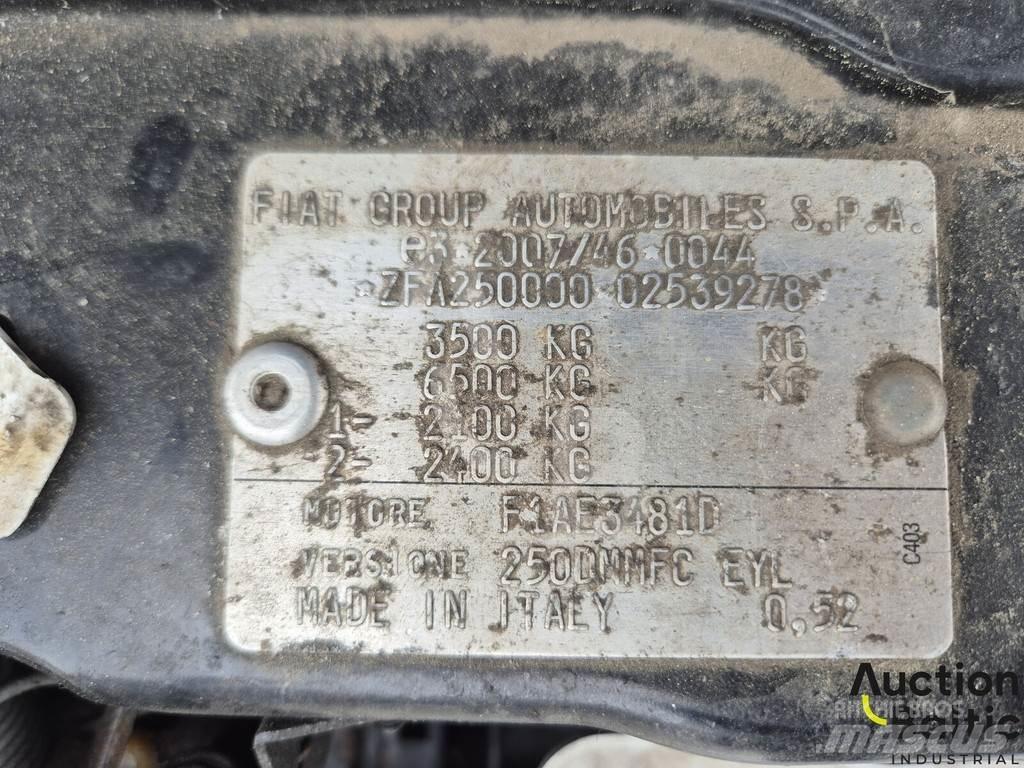 FIAT GROUP AUTOMOBILES S.P.A.
e3*2007/46*0044
*ZFA250000*02539278*
3500 KG KG
6500 KG KG
1- 2100 KG
2- 2400 KG
MOTORE F1AE3481D
VERSIONE 250DMMFC EYL
MADE IN ITALY 0,52
C403
Auction
Baltic
INDUSTRIAL
MASCUS